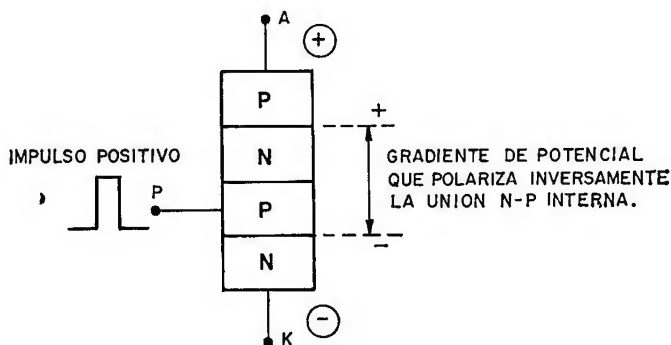 A
+
P
+
IMPULSO POSITIVO
N
GRADIENTE DE POTENCIAL
QUE POLARIZA INVERSAMENTE
LA UNION N-P INTERNA.
P
P
−
N
K
−